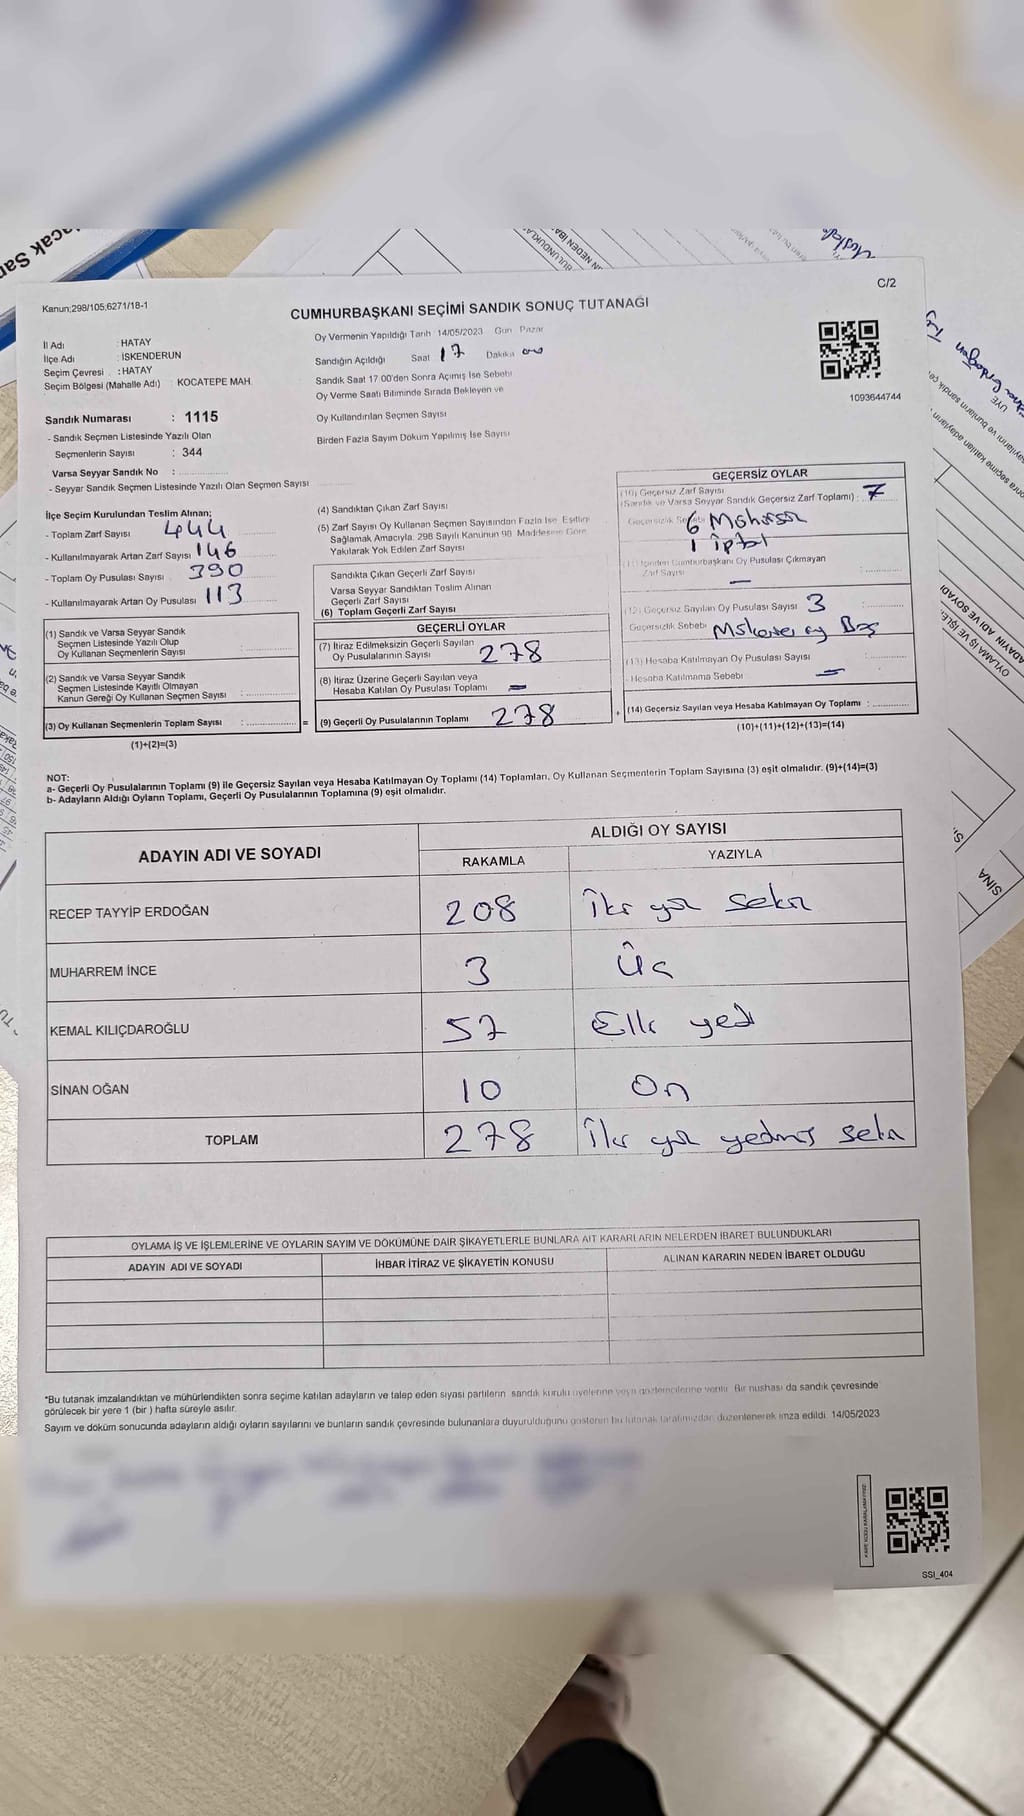 C/2
Kanun;298/105;6271/18-1
CUMHURBAŞKANI SEÇİMİ SANDIK SONUÇ TUTANAĞI
İl Adı : HATAY
İlçe Adı : İSKENDERUN
Seçim Çevresi : HATAY
Seçim Bölgesi (Mahalle Adı) : KOCATEPE MAH.
Oy Vermenin Yapıldığı Tarih 14/05/2023 Gün Pazar
Sandığın Açıldığı Saat 17 Dakika
Sandık Saat 17:00'den Sonra Açımış İse Sebebi
Oy Verme Saati Bitiminde Sırada Bekleyen ve
Oy Kullandırılan Seçmen Sayısı
Birden Fazla Sayım Döküm Yapılmış İse Sayısı
1093644744
Sandık Numarası : 1115
- Sandık Seçmen Listesinde Yazılı Olan
Seçmenlerin Sayısı : 344
Varsa Seyyar Sandık No :
- Seyyar Sandık Seçmen Listesinde Yazılı Olan Seçmen Sayısı
İlçe Seçim Kurulundan Teslim Alınan;
- Toplam Zarf Sayısı 444
- Kullanılmayarak Artan Zarf Sayısı 146
- Toplam Oy Pusulası Sayısı 390
- Kullanılmayarak Artan Oy Pusulası 113
(1) Sandık ve Varsa Seyyar Sandık
Seçmen Listesinde Yazılı Olup
Oy Kullanan Seçmenlerin Sayısı :
(2) Sandık ve Varsa Seyyar Sandık
Seçmen Listesinde Kayıtlı Olmayan
Kanun Gereği Oy Kullanan Seçmen Sayısı :
(3) Oy Kullanan Seçmenlerin Toplam Sayısı : =
(1)+(2)=(3)
(4) Sandıktan Çıkan Zarf Sayısı
(5) Zarf Sayısı Oy Kullanan Seçmen Sayısından Fazla İse, Eşitliği
Sağlamak Amacıyla, 298 Sayılı Kanunun 98. Maddesine Göre
Yakılarak Yok Edilen Zarf Sayısı
Sandıkta Çıkan Geçerli Zarf Sayısı
Varsa Seyyar Sandıktan Teslim Alınan
Geçerli Zarf Sayısı
(6) Toplam Geçerli Zarf Sayısı
GEÇERLİ OYLAR
(7) İtiraz Edilmeksizin Geçerli Sayılan
Oy Pusulalarının Sayısı 278
(8) İtiraz Üzerine Geçerli Sayılan veya
Hesaba Katılan Oy Pusulası Toplamı -
(9) Geçerli Oy Pusulalarının Toplamı 278 +
GEÇERSİZ OYLAR
(10) Geçersiz Zarf Sayısı
(Sandık ve Varsa Seyyar Sandık Geçersiz Zarf Toplamı) : 7
Geçersizlik Sebebi 6
1 iptal
(11) İçinden Cumhurbaşkanı Oy Pusulası Çıkmayan
Zarf Sayısı : -
(12) Geçersiz Sayılan Oy Pusulası Sayısı 3
Geçersizlik Sebebi
(13) Hesaba Katılmayan Oy Pusulası Sayısı :
- Hesaba Katılmama Sebebi
(14) Geçersiz Sayılan veya Hesaba Katılmayan Oy Toplamı :
(10)+(11)+(12)+(13)=(14)
NOT:
a- Geçerli Oy Pusulalarının Toplamı (9) ile Geçersiz Sayılan veya Hesaba Katılmayan Oy Toplamı (14) Toplamları, Oy Kullanan Seçmenlerin Toplam Sayısına (3) eşit olmalıdır. (9)+(14)=(3)
b- Adayların Aldığı Oyların Toplamı, Geçerli Oy Pusulalarının Toplamına (9) eşit olmalıdır.
ADAYIN ADI VE SOYADI
ALDIĞI OY SAYISI
RAKAMLA YAZIYLA
RECEP TAYYİP ERDOĞAN 208 İki yüz sekiz
MUHARREM İNCE 3 Üç
KEMAL KILIÇDAROĞLU 57 Elli yedi
SİNAN OĞAN 10 On
TOPLAM 278 İki yüz yetmiş sekiz
OYLAMA İŞ VE İŞLEMLERİNE VE OYLARIN SAYIM VE DÖKÜMÜNE DAİR ŞİKAYETLERLE BUNLARA AİT KARARLARIN NELERDEN İBARET BULUNDUKLARI
ADAYIN ADI VE SOYADI İHBAR İTİRAZ VE ŞİKAYETİN KONUSU ALINAN KARARIN NEDEN İBARET OLDUĞU
*Bu tutanak imzalandıktan ve mühürlendikten sonra seçime katılan adayların ve talep eden siyasi partilerin sandık kurulu üyelerine veya gözlemcilerine verilir. Bir nüshası da sandık çevresinde
görülecek bir yere 1 (bir ) hafta süreyle asılır.
Sayım ve döküm sonucunda adayların aldığı oyların sayılarını ve bunların sandık çevresinde bulunanlara duyurulduğunu gösteren bu tutanak tarafımızdan düzenlenerek imza edildi. 14/05/2023
SSI_404